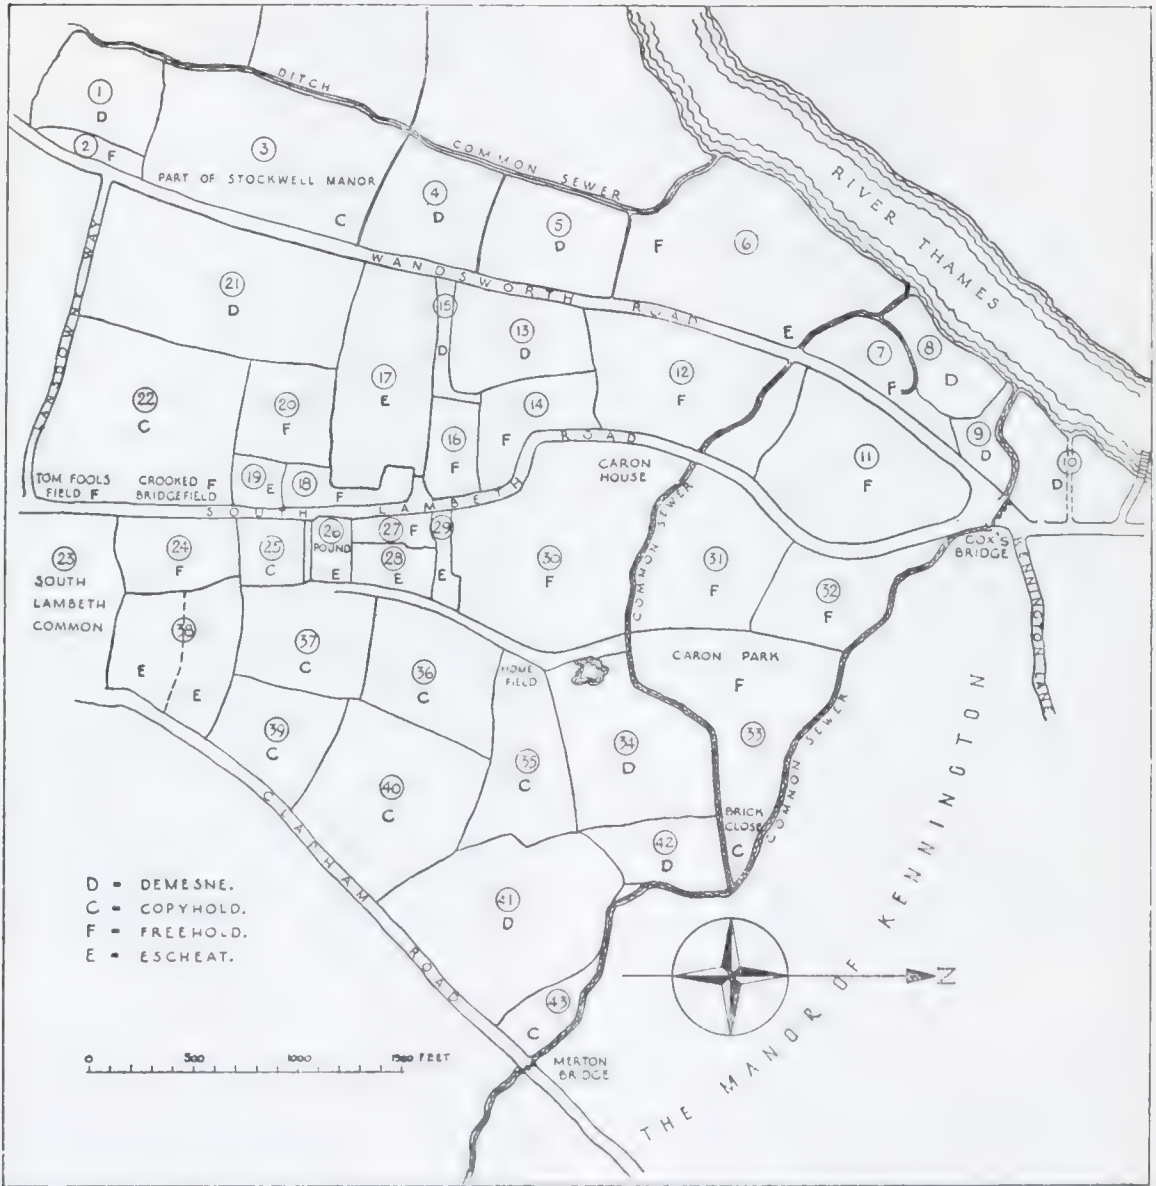 DITCH
1
D
2 F
3
PART OF STOCKWELL MANOR
C
COMMON SEWER
4
D
5
D
F 6
RIVER THAMES
WANDSWORTH ROAD
LANSDOWNE WAY
21
D
15
D
13
D
E
7
F
8
D
9
D
10
D
22
C
20
F
17
E
16
F
14
F
12
F
11
F
TOM FOOLS
FIELD F
CROOKED F
BRIDGEFIELD
19
E
18
F
SOUTH LAMBETH ROAD
CARON
HOUSE
COMMON SEWER
COX'S
BRIDGE
KENNINGTON LANE
23
SOUTH
LAMBETH
COMMON
24
F
25
C
26
POUND
E
27 F
28
E
29
E
30
F
31
F
32
F
38
E
E
37
C
36
C
HOME
FIELD
CARON PARK
F
33
39
C
40
C
35
C
34
D
COMMON SEWER
BRICK
CLOSE
C
42
D
41
D
43
C
CLAPHAM ROAD
MERTON
BRIDGE
THE MANOR OF KENNINGTON
N
D = DEMESNE.
C = COPYHOLD.
F = FREEHOLD.
E = ESCHEAT.
0 500 1000 1500 FEET